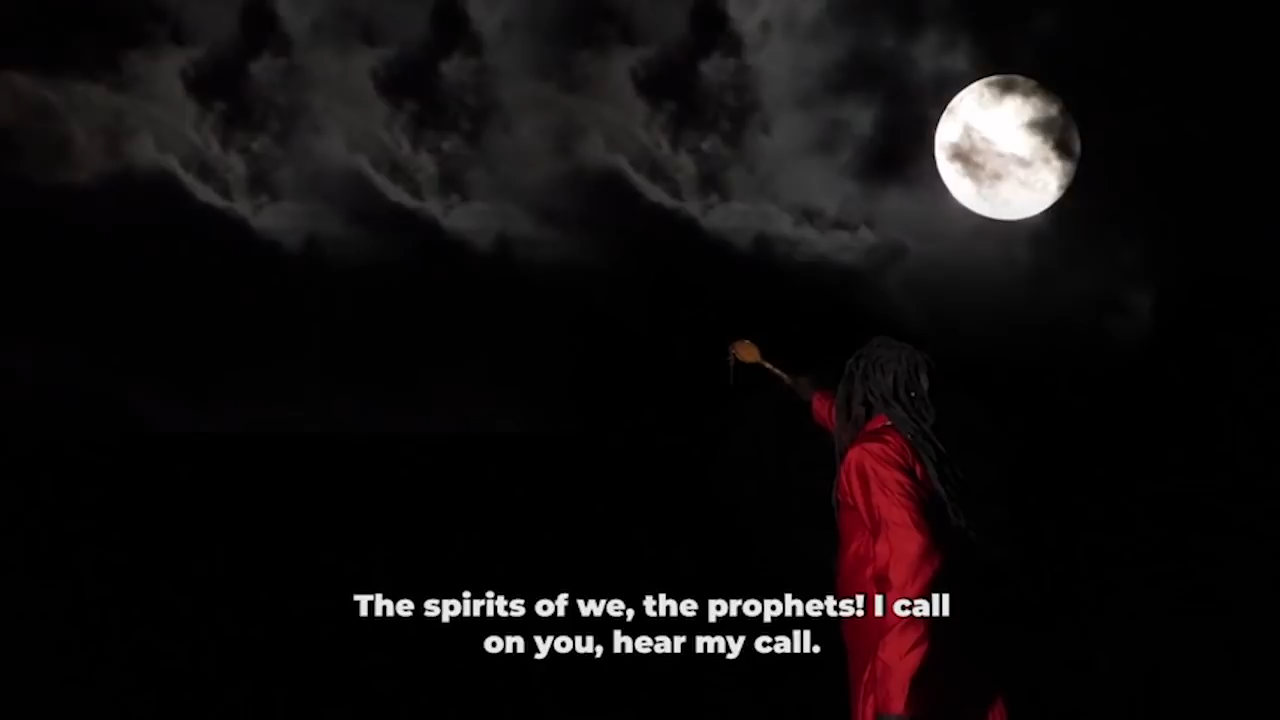 The spirits of we, the prophets! I call
on you, hear my call.